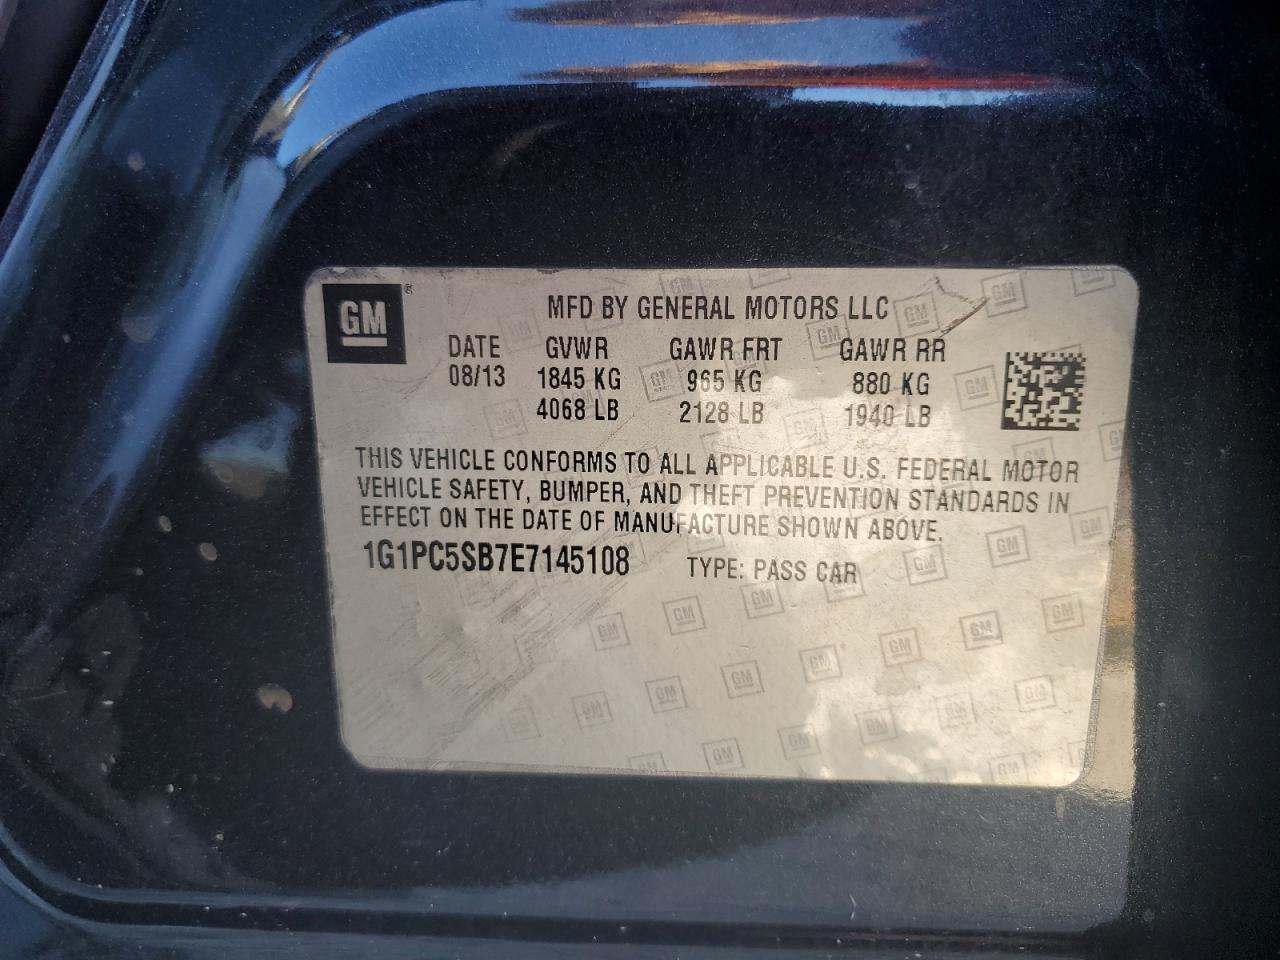 GM ®
MFD BY GENERAL MOTORS LLC
DATE GVWR GAWR FRT GAWR RR
08/13 1845 KG 965 KG 880 KG
4068 LB 2128 LB 1940 LB
THIS VEHICLE CONFORMS TO ALL APPLICABLE U.S. FEDERAL MOTOR
VEHICLE SAFETY, BUMPER, AND THEFT PREVENTION STANDARDS IN
EFFECT ON THE DATE OF MANUFACTURE SHOWN ABOVE.
1G1PC5SB7E7145108 TYPE: PASS CAR